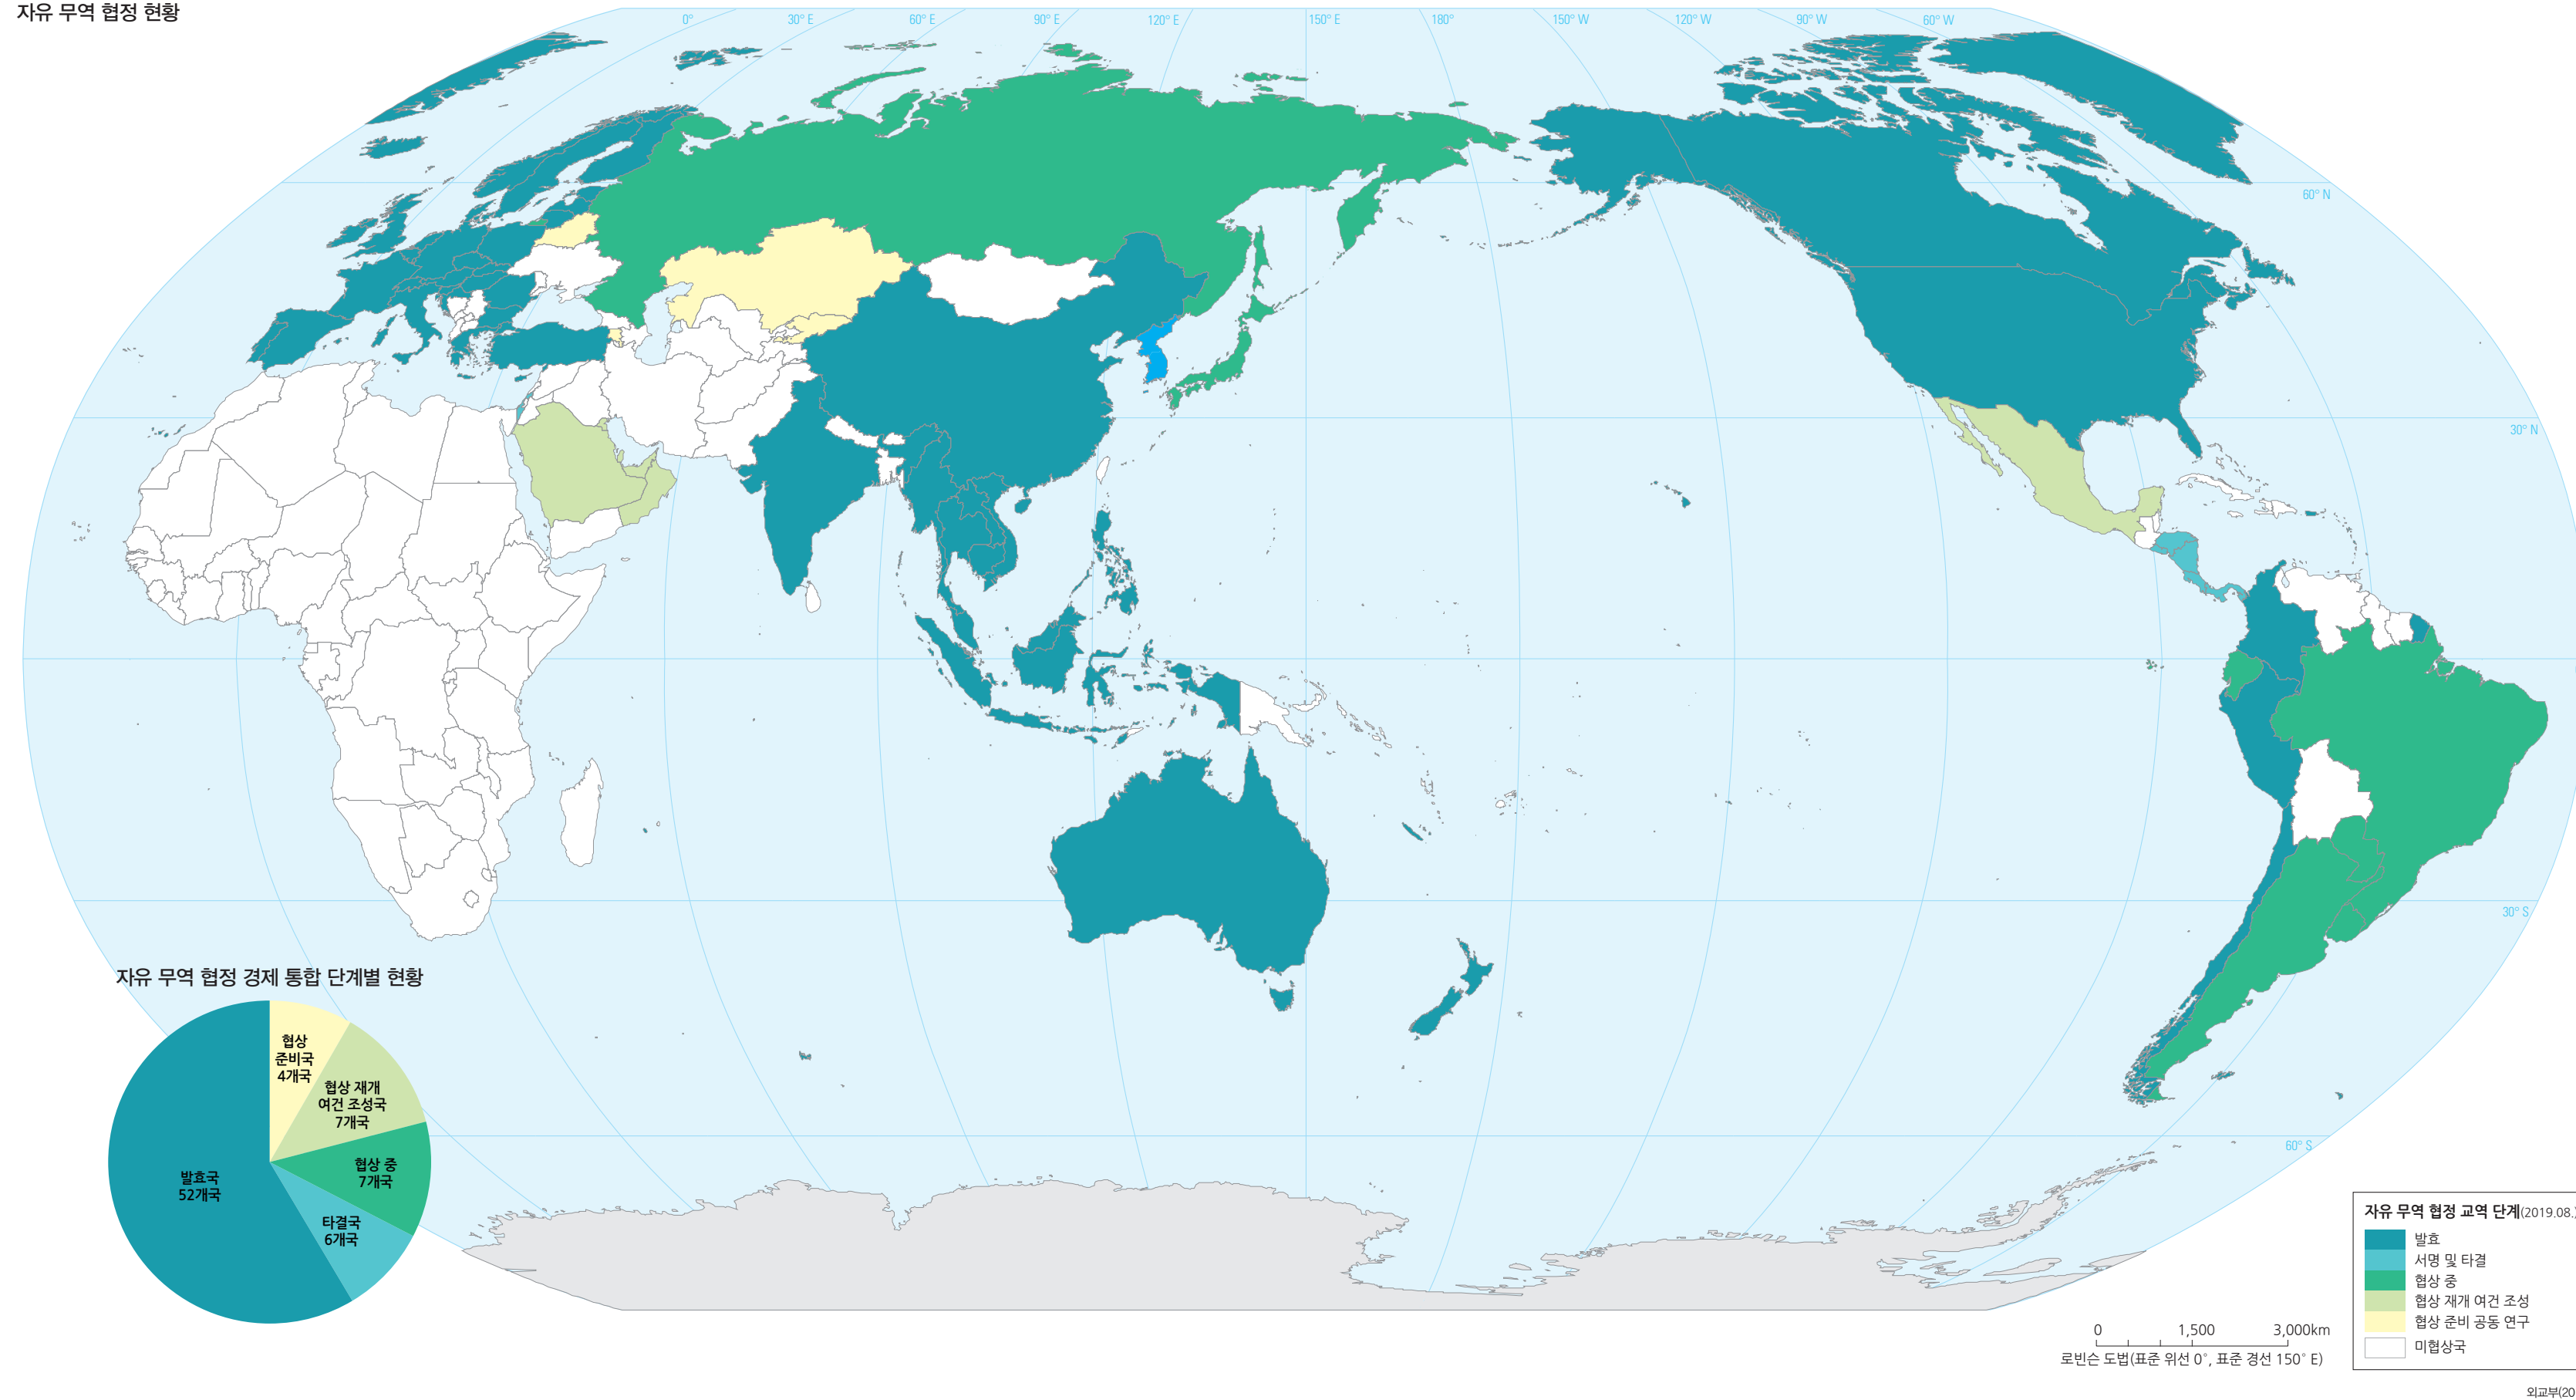 자유 무역 협정 현황
0°
30° E
60° E
90° E
120° E
150° E
180°
150° W
120° W
90° W
60° W
60° N
30° N
30° S
60° S
자유 무역 협정 경제 통합 단계별 현황
협상
준비국
4개국
협상 재개
여건 조성국
7개국
협상 중
7개국
타결국
6개국
발효국
52개국
자유 무역 협정 교역 단계(2019.08.)
발효
서명 및 타결
협상 중
협상 재개 여건 조성
협상 준비 공동 연구
미협상국
0 1,500 3,000km
로빈슨 도법(표준 위선 0°, 표준 경선 150° E)
외교부(20